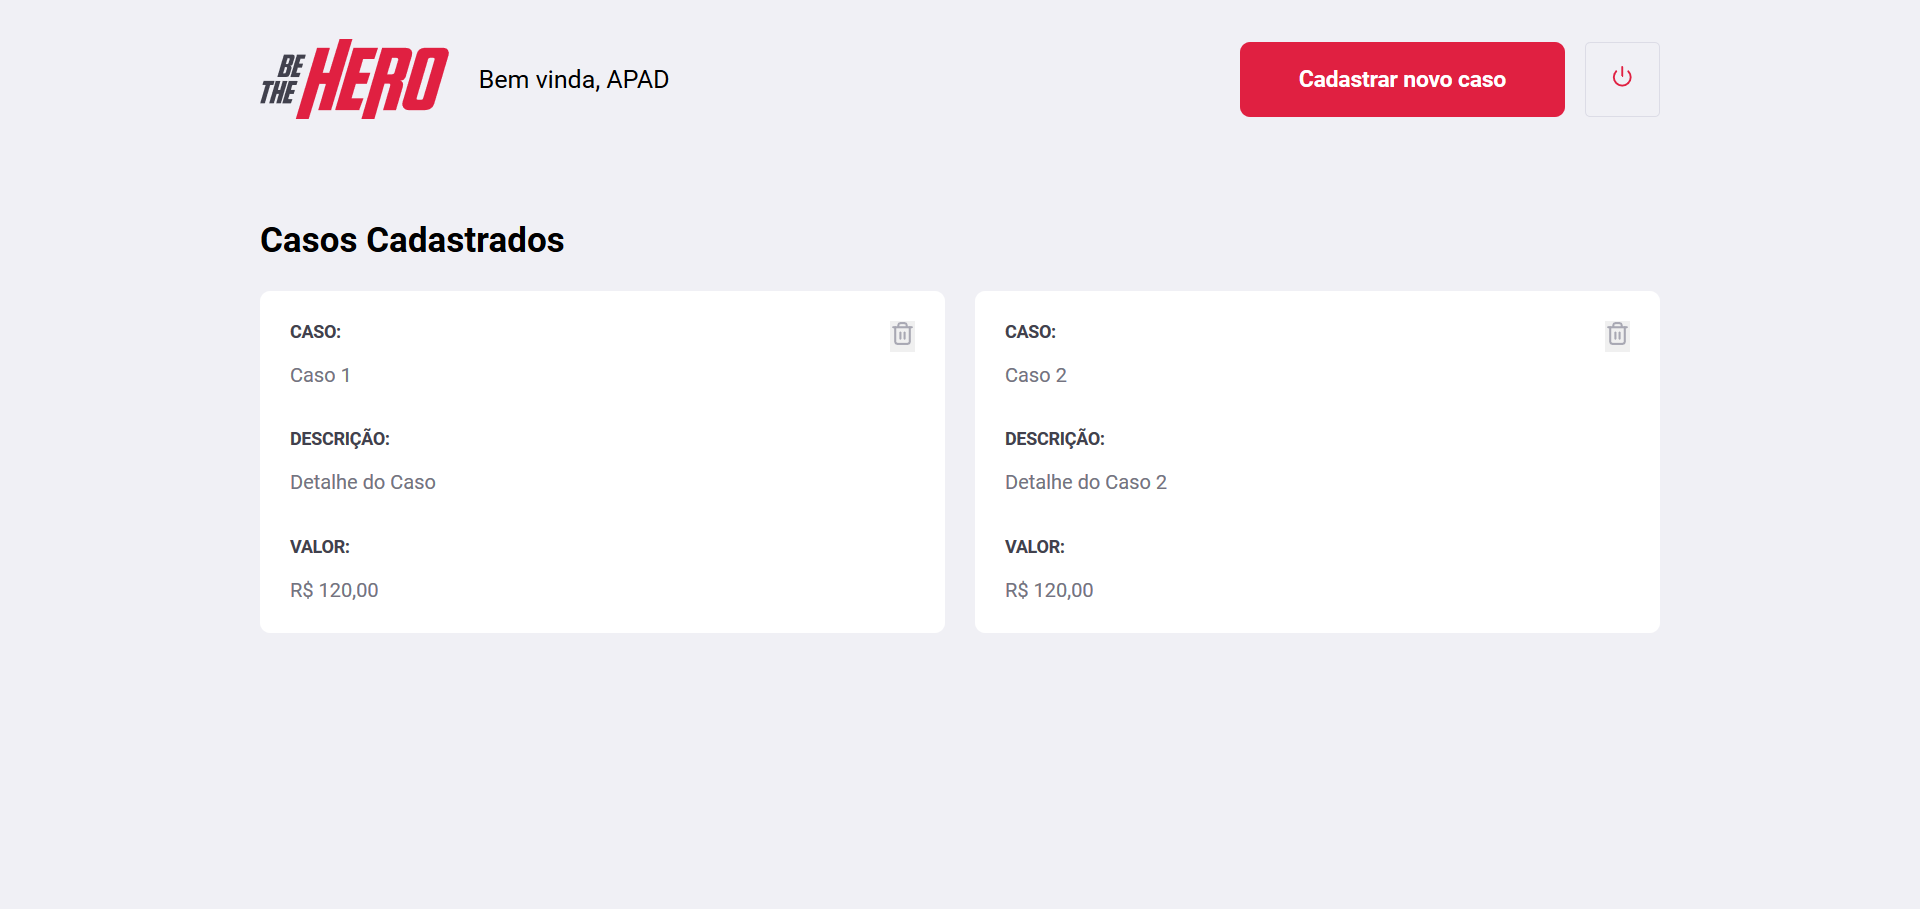 BE THE HERO
Bem vinda, APAD
Cadastrar novo caso
Casos Cadastrados
CASO:
Caso 1
DESCRIÇÃO:
Detalhe do Caso
VALOR:
R$ 120,00
CASO:
Caso 2
DESCRIÇÃO:
Detalhe do Caso 2
VALOR:
R$ 120,00